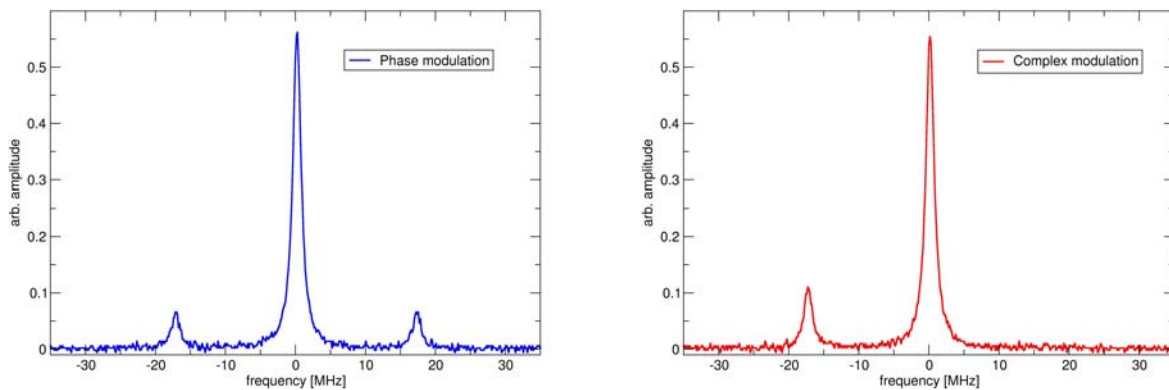 0.5
0.4
0.3
0.2
0.1
0
arb. amplitude
Phase modulation
-30 -20 -10 0 10 20 30
frequency [MHz]
0.5
0.4
0.3
0.2
0.1
0
arb. amplitude
Complex modulation
-30 -20 -10 0 10 20 30
frequency [MHz]